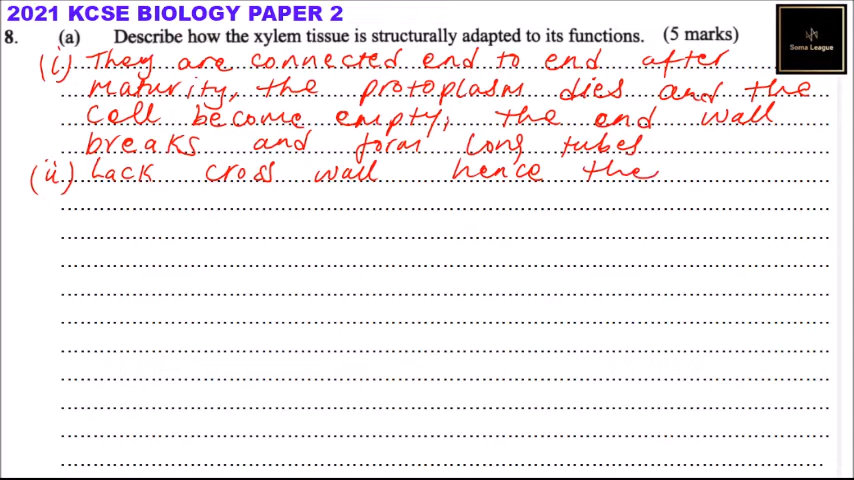 2021 KCSE BIOLOGY PAPER 2
8. (a) Describe how the xylem tissue is structurally adapted to its functions. (5 marks)
Soma League
(i) They are connected end to end after
maturity, the protoplasm dies and the
cell become empty, the end wall
breaks and form long tubes
(ii) Lack cross wall hence the